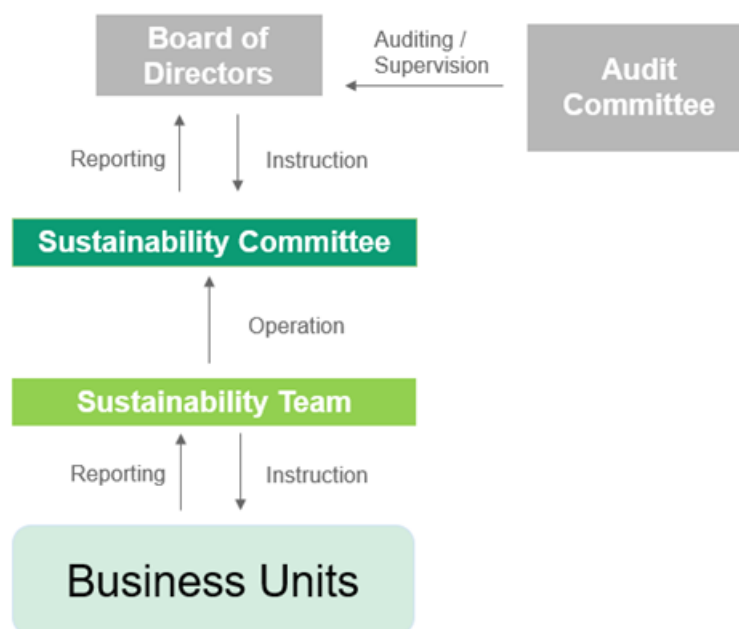 Board of
Directors
Auditing /
Supervision
Audit
Committee
Reporting
Instruction
Sustainability Committee
Operation
Sustainability Team
Reporting
Instruction
Business Units